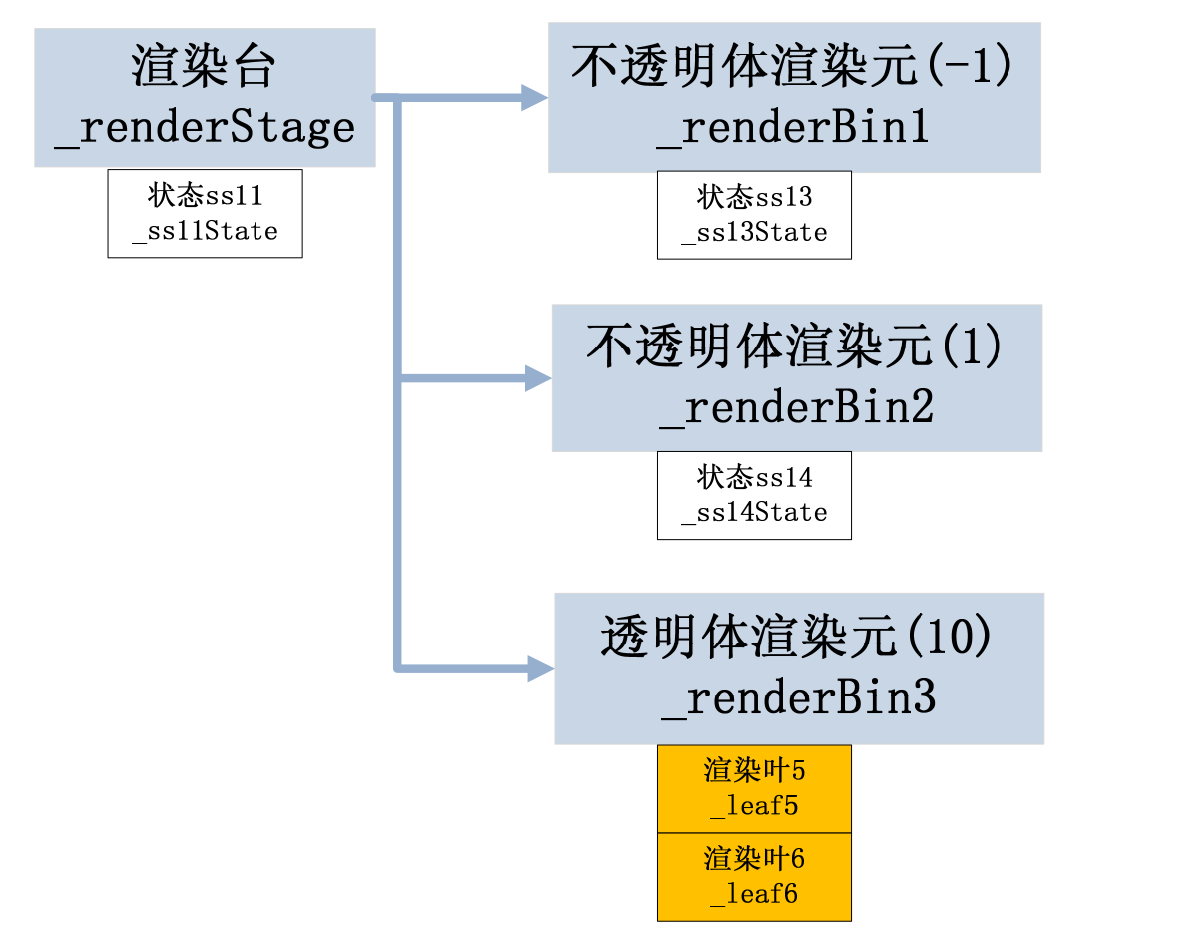 渲染台
_renderStage
状态ss11
_ss11State
不透明体渲染元(-1)
_renderBin1
状态ss13
_ss13State
不透明体渲染元(1)
_renderBin2
状态ss14
_ss14State
透明体渲染元(10)
_renderBin3
渲染叶5
_leaf5
渲染叶6
_leaf6